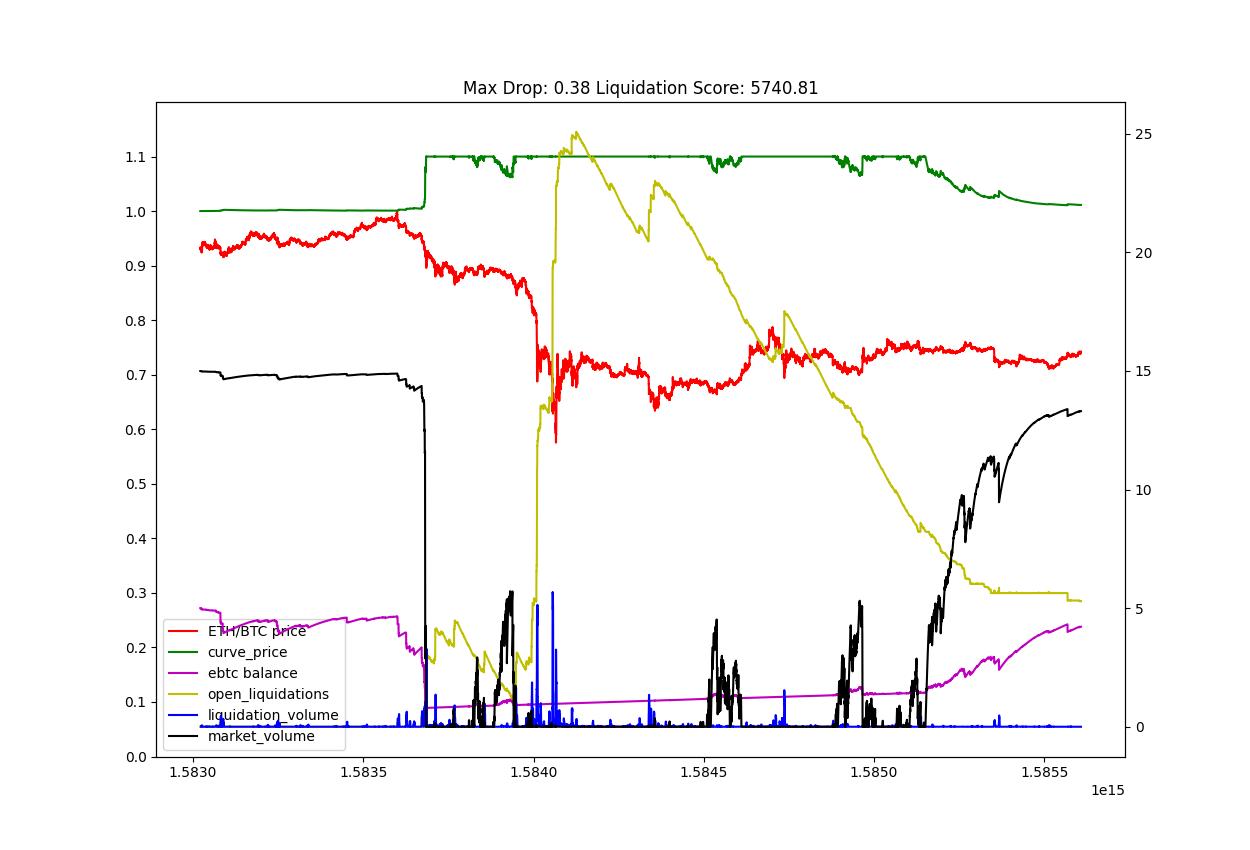 Max Drop: 0.38 Liquidation Score: 5740.81
1.1
1.0
0.9
0.8
0.7
0.6
0.5
0.4
0.3
0.2
0.1
0.0
25
20
15
10
5
0
ETH/BTC price
curve_price
ebtc balance
open_liquidations
liquidation_volume
market_volume
1.5830 1.5835 1.5840 1.5845 1.5850 1.5855
1e15